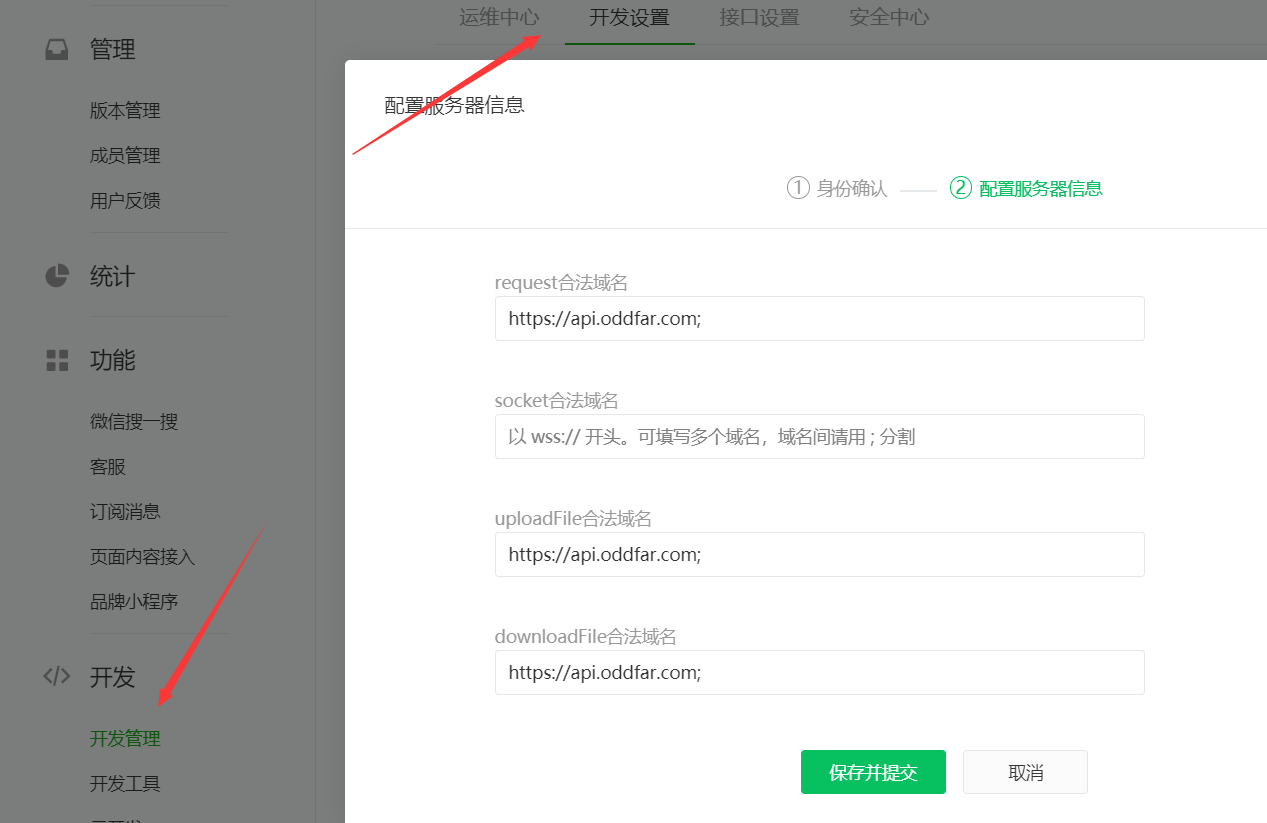 运维中心 开发设置 接口设置 安全中心
管理
版本管理
成员管理
用户反馈
统计
功能
微信搜一搜
客服
订阅消息
页面内容接入
品牌小程序
开发
开发管理
开发工具
配置服务器信息
1 身份确认 2 配置服务器信息
request合法域名
https://api.oddfar.com;
socket合法域名
以 wss:// 开头。可填写多个域名，域名间请用 ; 分割
uploadFile合法域名
https://api.oddfar.com;
downloadFile合法域名
https://api.oddfar.com;
保存并提交 取消